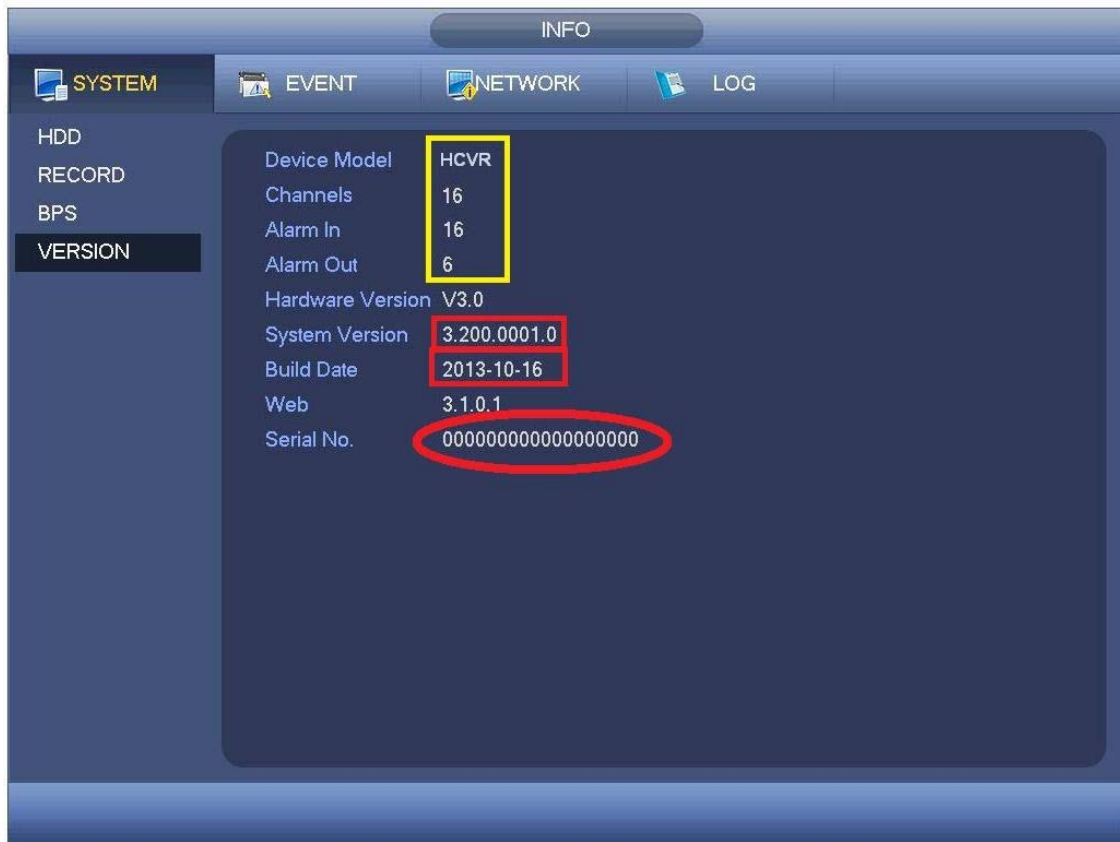 INFO
SYSTEM EVENT NETWORK LOG
HDD
RECORD
BPS
VERSION
Device Model HCVR
Channels 16
Alarm In 16
Alarm Out 6
Hardware Version V3.0
System Version 3.200.0001.0
Build Date 2013-10-16
Web 3.1.0.1
Serial No. 000000000000000000